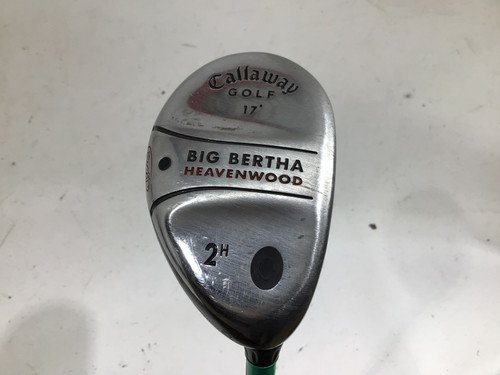 Callaway
GOLF
17°
BIG BERTHA
HEAVENWOOD
2H